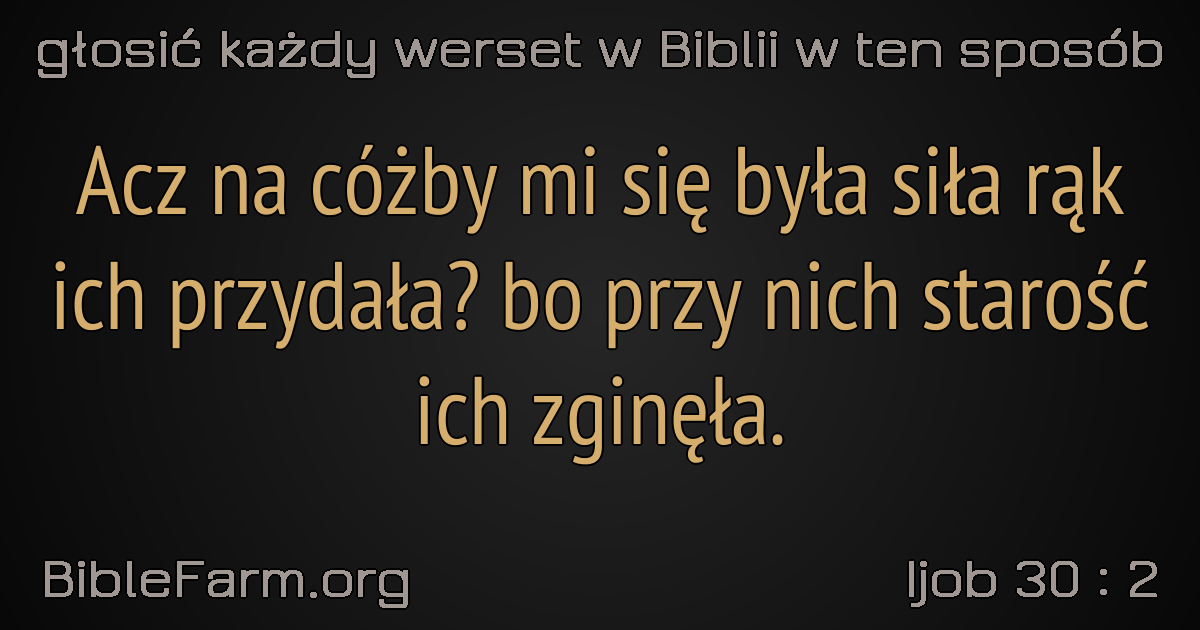 głosić każdy werset w Biblii w ten sposób
Acz na cóżby mi się była siła rąk
ich przydała? bo przy nich starość
ich zginęła.
BibleFarm.org
Ijob 30 : 2